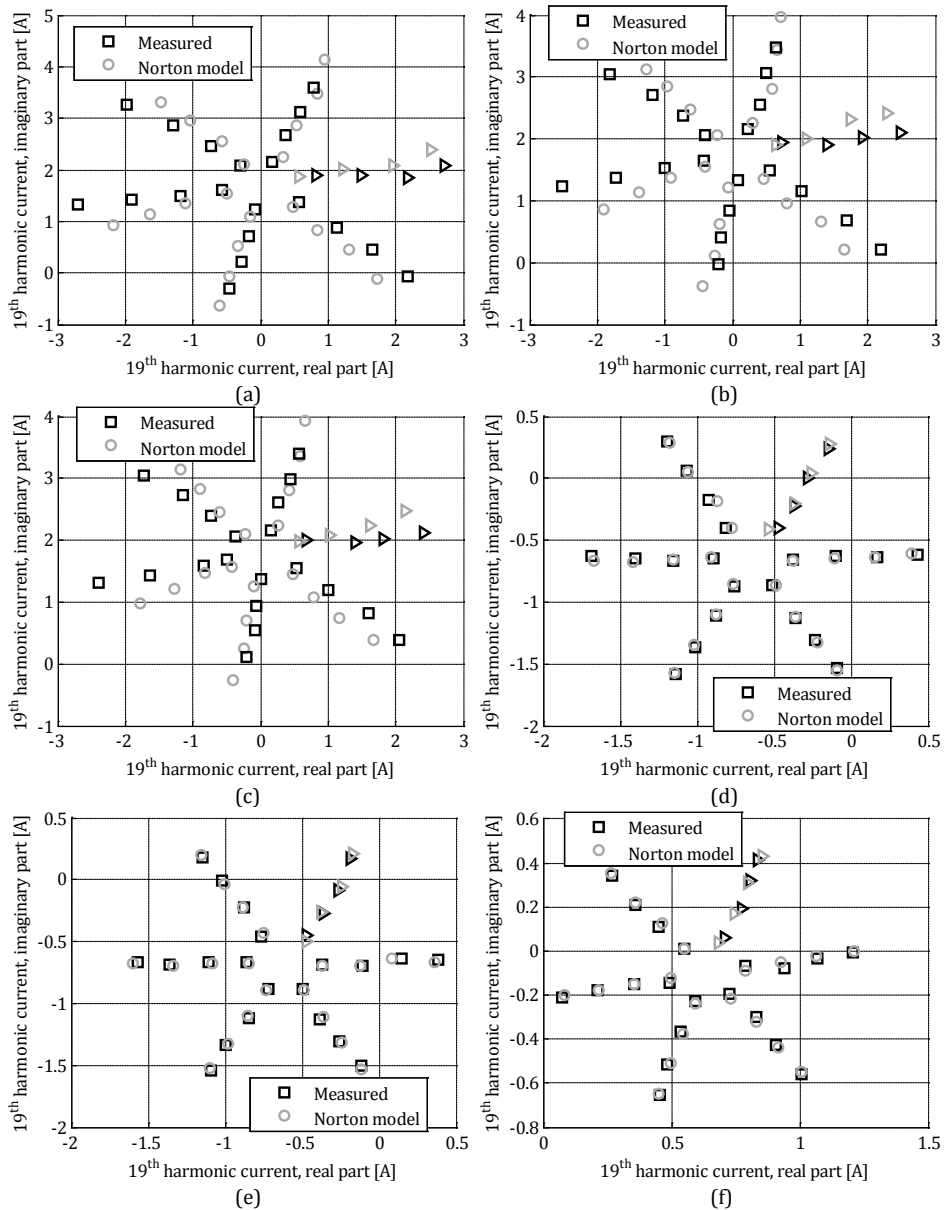 19th harmonic current, imaginary part [A]
5
4
3
2
1
0
-1
-3
-2
-1
0
1
2
3
Measured
Norton model
19th harmonic current, real part [A]
(a)
19th harmonic current, imaginary part [A]
4
3
2
1
0
-1
-3
-2
-1
0
1
2
3
Measured
Norton model
19th harmonic current, real part [A]
(b)
19th harmonic current, imaginary part [A]
4
3
2
1
0
-1
-3
-2
-1
0
1
2
3
Measured
Norton model
19th harmonic current, real part [A]
(c)
19th harmonic current, imaginary part [A]
0.5
0
-0.5
-1
-1.5
-2
-2
-1.5
-1
-0.5
0
0.5
Measured
Norton model
19th harmonic current, real part [A]
(d)
19th harmonic current, imaginary part [A]
0.5
0
-0.5
-1
-1.5
-2
-2
-1.5
-1
-0.5
0
0.5
Measured
Norton model
19th harmonic current, real part [A]
(e)
19th harmonic current, imaginary part [A]
0.6
0.4
0.2
0
-0.2
-0.4
-0.6
-0.8
0
0.5
1
1.5
Measured
Norton model
19th harmonic current, real part [A]
(f)